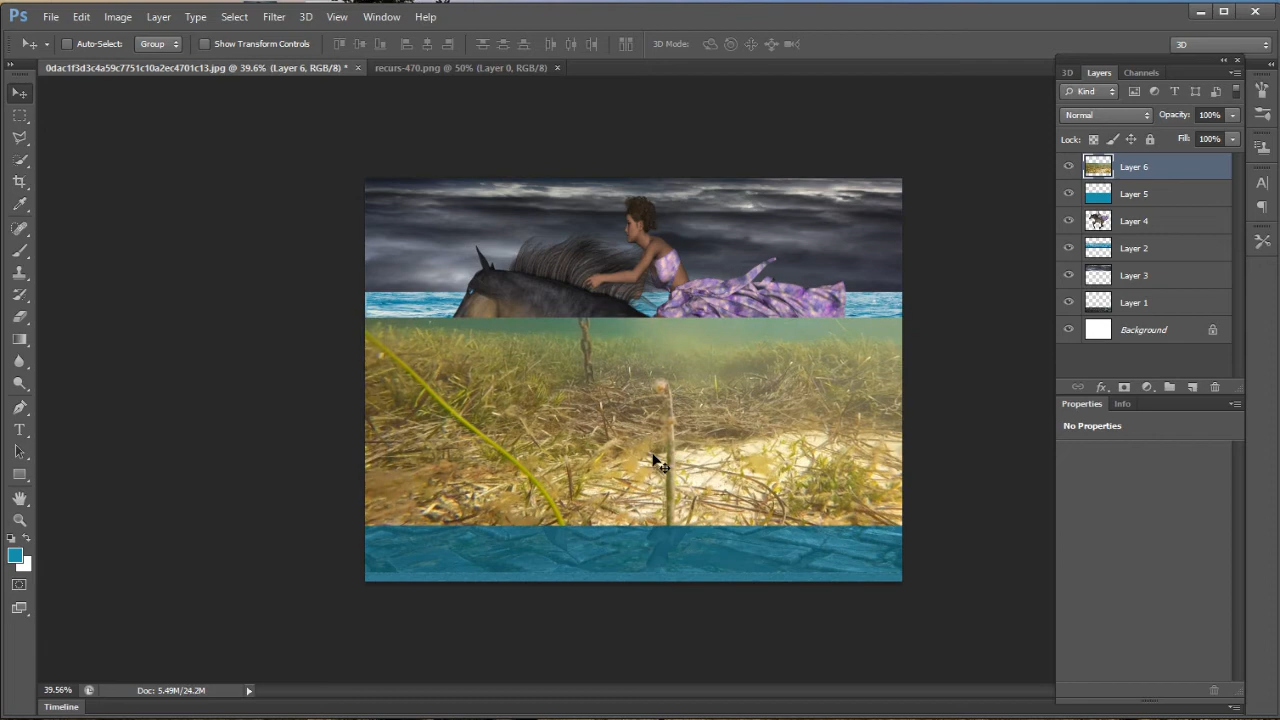 Ps File Edit Image Layer Type Select Filter 3D View Window Help
Auto-Select: Group Show Transform Controls 3D Mode: 3D
0dac1f3d3c4a59c7751c10a2ec4701c13.jpg @ 39.6% (Layer 6, RGB/8) * recurs-470.png @ 50% (Layer 0, RGB/8)
3D Layers Channels
Kind
Normal Opacity: 100%
Lock: Fill: 100%
Layer 6
Layer 5
Layer 4
Layer 2
Layer 3
Layer 1
Background
fx
Properties Info
No Properties
39.56% Doc: 5.49M/24.2M
Timeline